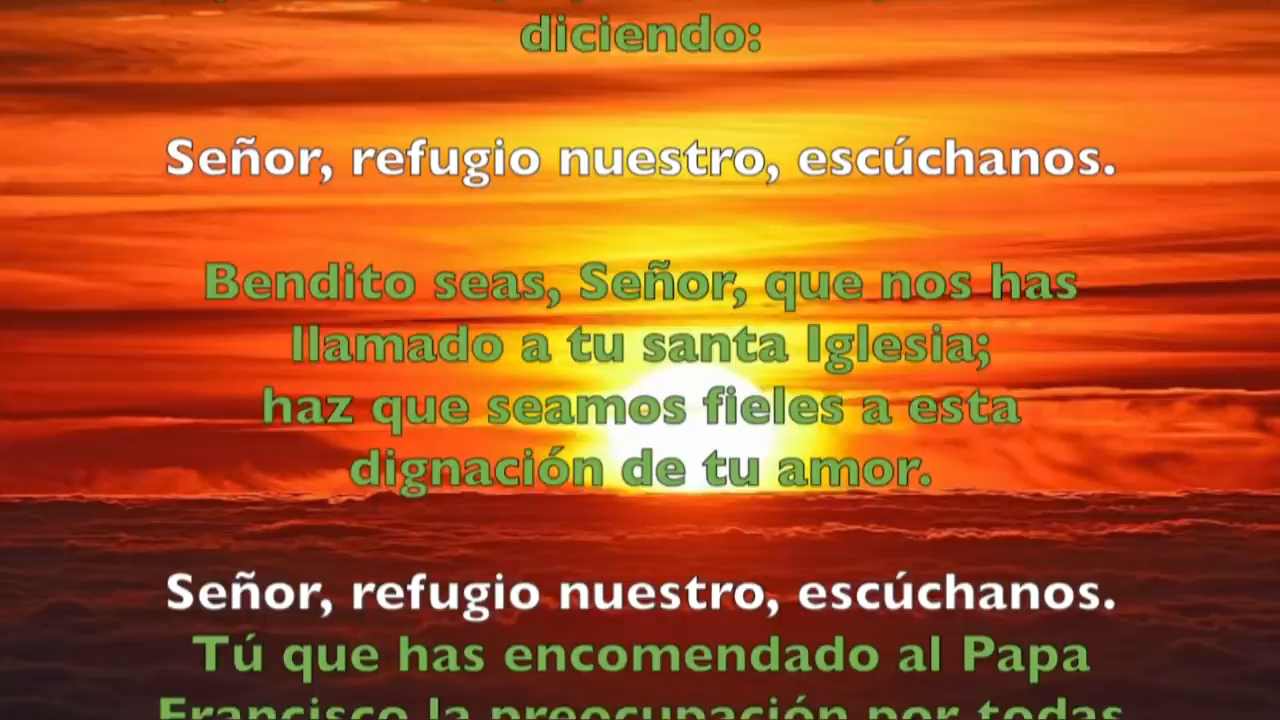 diciendo:
Señor, refugio nuestro, escúchanos.
Bendito seas, Señor, que nos has
llamado a tu santa Iglesia;
haz que seamos fieles a esta
dignación de tu amor.
Señor, refugio nuestro, escúchanos.
Tú que has encomendado al Papa
Francisco la preocupación por todas